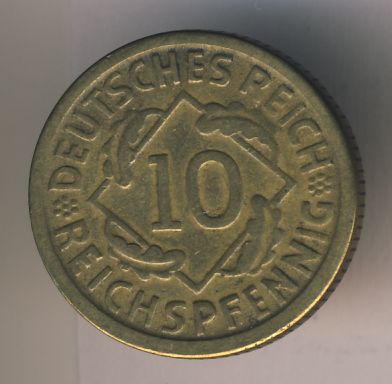 DEUTSCHES REICH
10
REICHSPFENNIG